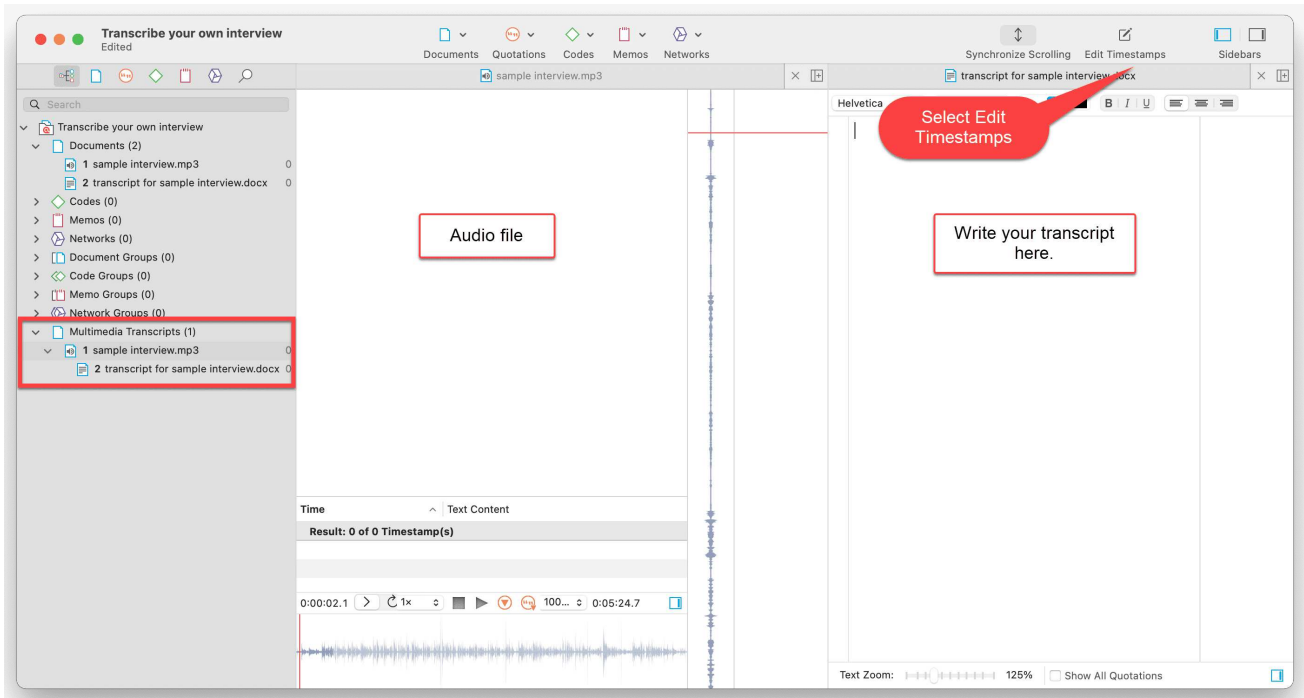 Transcribe your own interview
Edited
Documents Quotations Codes Memos Networks
Synchronize Scrolling Edit Timestamps Sidebars
sample interview.mp3
transcript for sample interview.docx
Search
Transcribe your own interview
Documents (2)
1 sample interview.mp3 0
2 transcript for sample interview.docx 0
Codes (0)
Memos (0)
Networks (0)
Document Groups (0)
Code Groups (0)
Memo Groups (0)
Network Groups (0)
Multimedia Transcripts (1)
1 sample interview.mp3 0
2 transcript for sample interview.docx 0
Audio file
Time Text Content
Result: 0 of 0 Timestamp(s)
0:00:02.1 1x 100... 0:05:24.7
Helvetica B I U
Select Edit
Timestamps
Write your transcript
here.
Text Zoom: 125% Show All Quotations